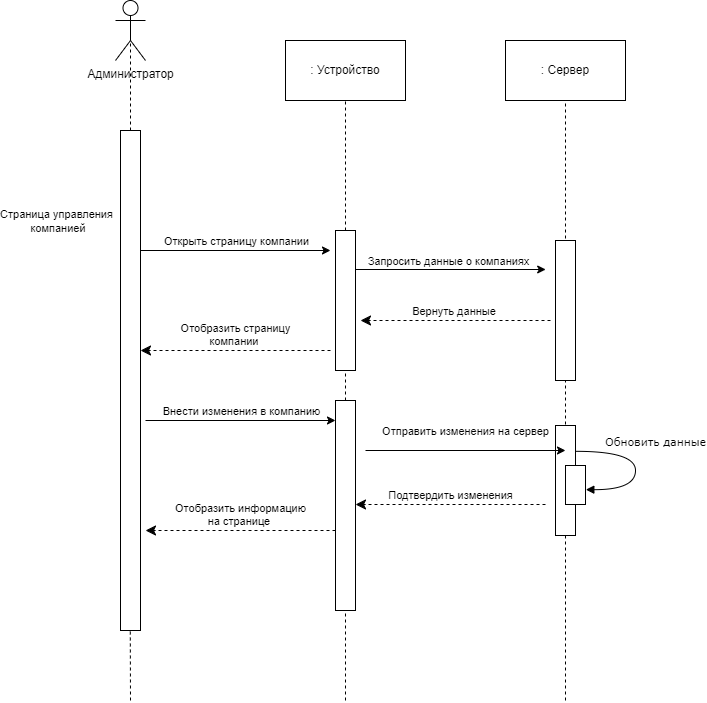 Администратор
: Устройство
: Сервер
Страница управления
компанией
Открыть страницу компании
Запросить данные о компаниях
Вернуть данные
Отобразить страницу
компании
Внести изменения в компанию
Отправить изменения на сервер
Обновить данные
Подтвердить изменения
Отобразить информацию
на странице